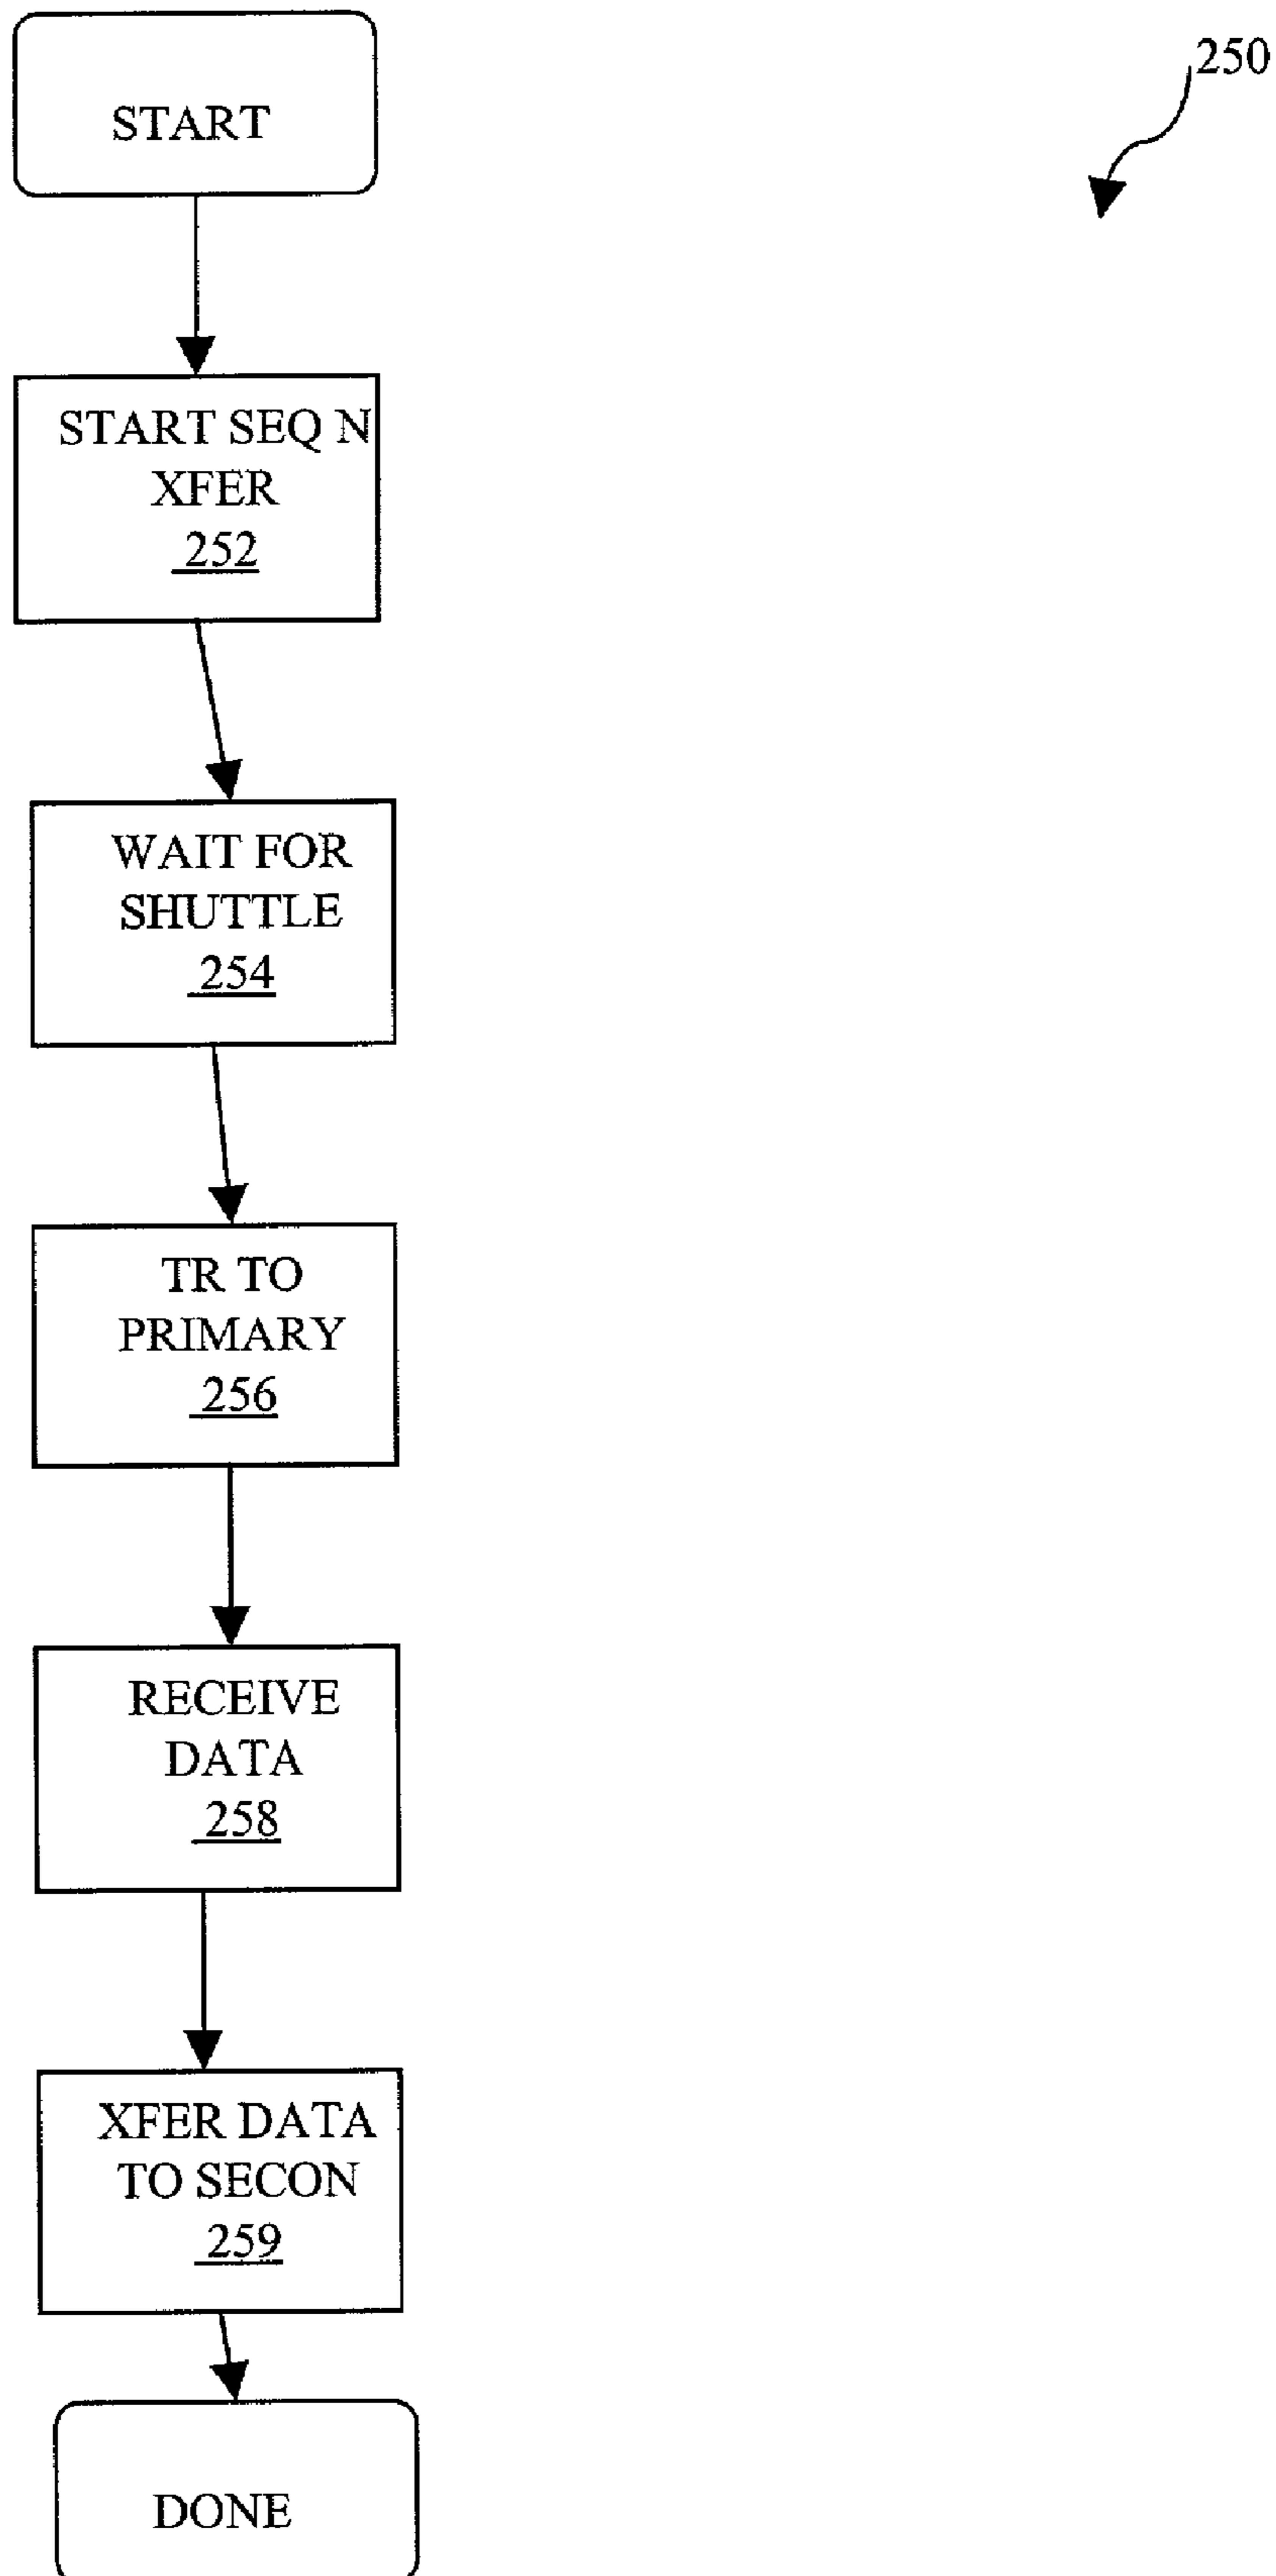 250
START
START SEQ N
XFER
252
WAIT FOR
SHUTTLE
254
TR TO
PRIMARY
256
RECEIVE
DATA
258
XFER DATA
TO SECON
259
DONE